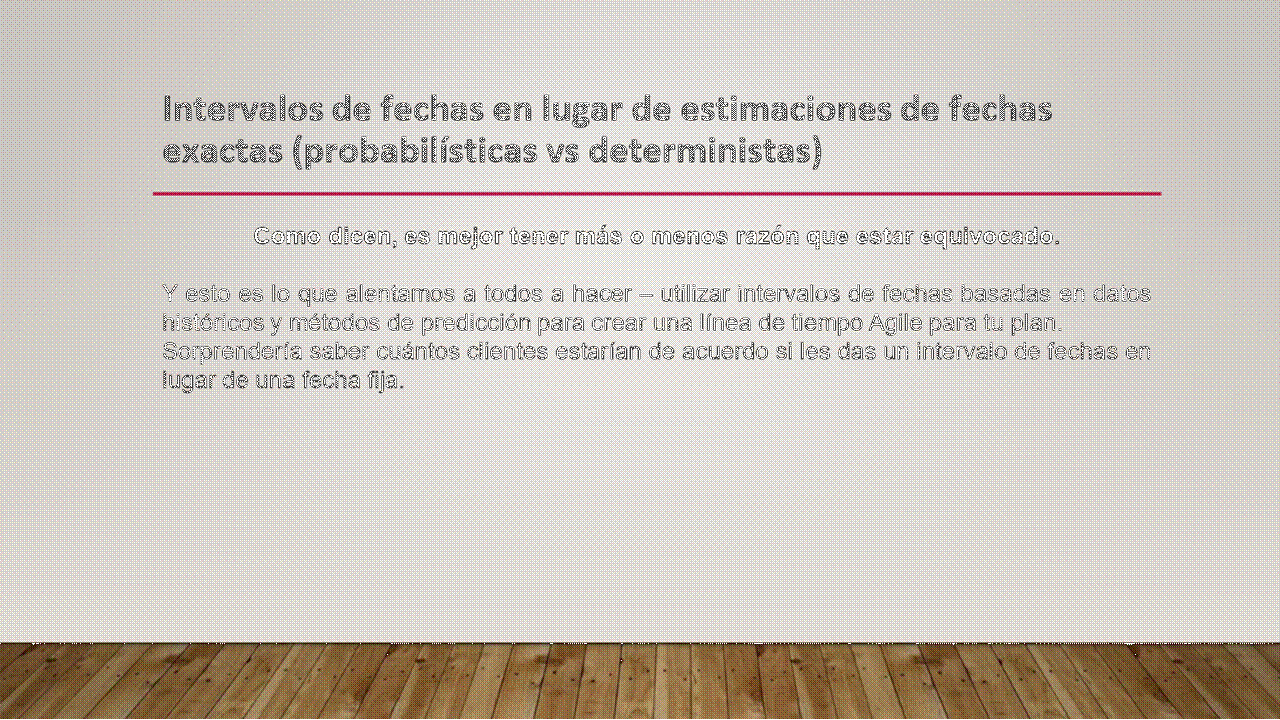 Intervalos de fechas en lugar de estimaciones de fechas
exactas (probabilísticas vs deterministas)
Como dicen, es mejor tener más o menos razón que estar equivocado.
Y esto es lo que alentamos a todos a hacer – utilizar intervalos de fechas basadas en datos
históricos y métodos de predicción para crear una línea de tiempo Agile para tu plan.
Sorprendería saber cuántos clientes estarían de acuerdo si les das un intervalo de fechas en
lugar de una fecha fija.